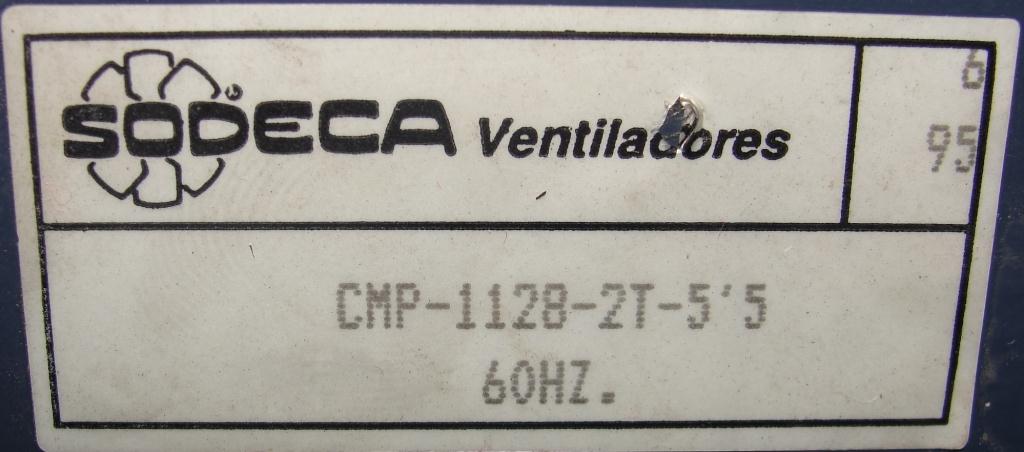 SODECA® Ventiladores
6
95
CMP-1128-2T-5'5
60HZ.